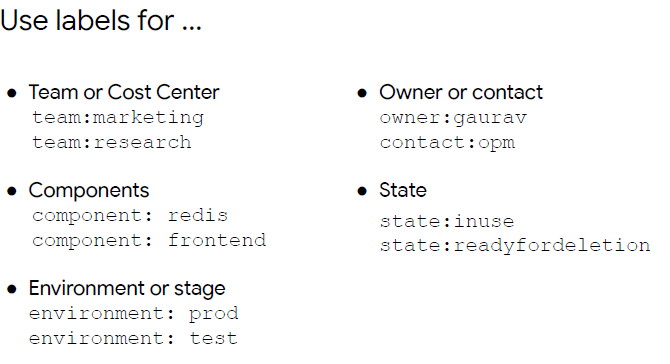 Use labels for ...
• Team or Cost Center
team:marketing
team:research
• Components
component: redis
component: frontend
• Environment or stage
environment: prod
environment: test
• Owner or contact
owner:gaurav
contact:opm
• State
state:inuse
state:readyfordeletion